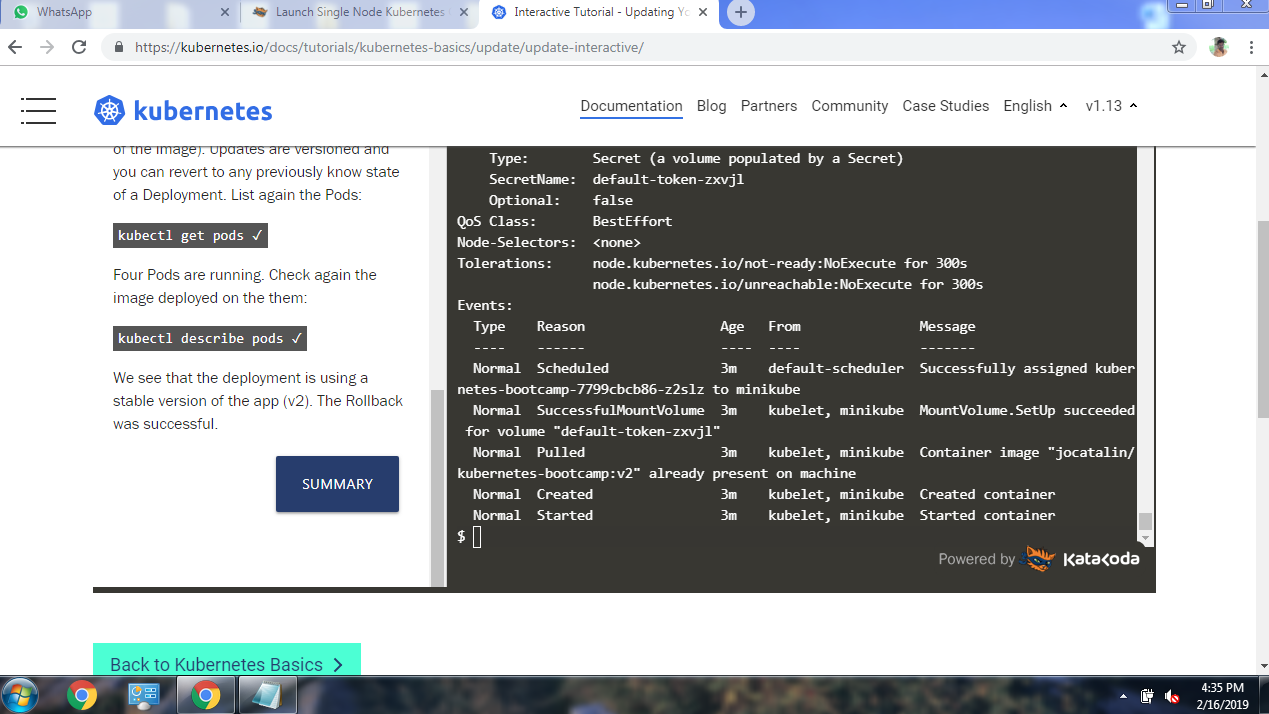 WhatsApp
Launch Single Node Kubernetes
Interactive Tutorial - Updating Yo
https://kubernetes.io/docs/tutorials/kubernetes-basics/update/update-interactive/
kubernetes
Documentation Blog Partners Community Case Studies English v1.13
of the image). Updates are versioned and
you can revert to any previously know state
of a Deployment. List again the Pods:
kubectl get pods ✓
Four Pods are running. Check again the
image deployed on the them:
kubectl describe pods ✓
We see that the deployment is using a
stable version of the app (v2). The Rollback
was successful.
SUMMARY
Type: Secret (a volume populated by a Secret)
SecretName: default-token-zxvjl
Optional: false
QoS Class: BestEffort
Node-Selectors: <none>
Tolerations: node.kubernetes.io/not-ready:NoExecute for 300s
node.kubernetes.io/unreachable:NoExecute for 300s
Events:
Type Reason Age From Message
---- ------ ---- ---- -------
Normal Scheduled 3m default-scheduler Successfully assigned kuber
netes-bootcamp-7799cbcb86-z2slz to minikube
Normal SuccessfulMountVolume 3m kubelet, minikube MountVolume.SetUp succeeded
for volume "default-token-zxvjl"
Normal Pulled 3m kubelet, minikube Container image "jocatalin/
kubernetes-bootcamp:v2" already present on machine
Normal Created 3m kubelet, minikube Created container
Normal Started 3m kubelet, minikube Started container
$
Powered by Katacoda
Back to Kubernetes Basics
4:35 PM
2/16/2019